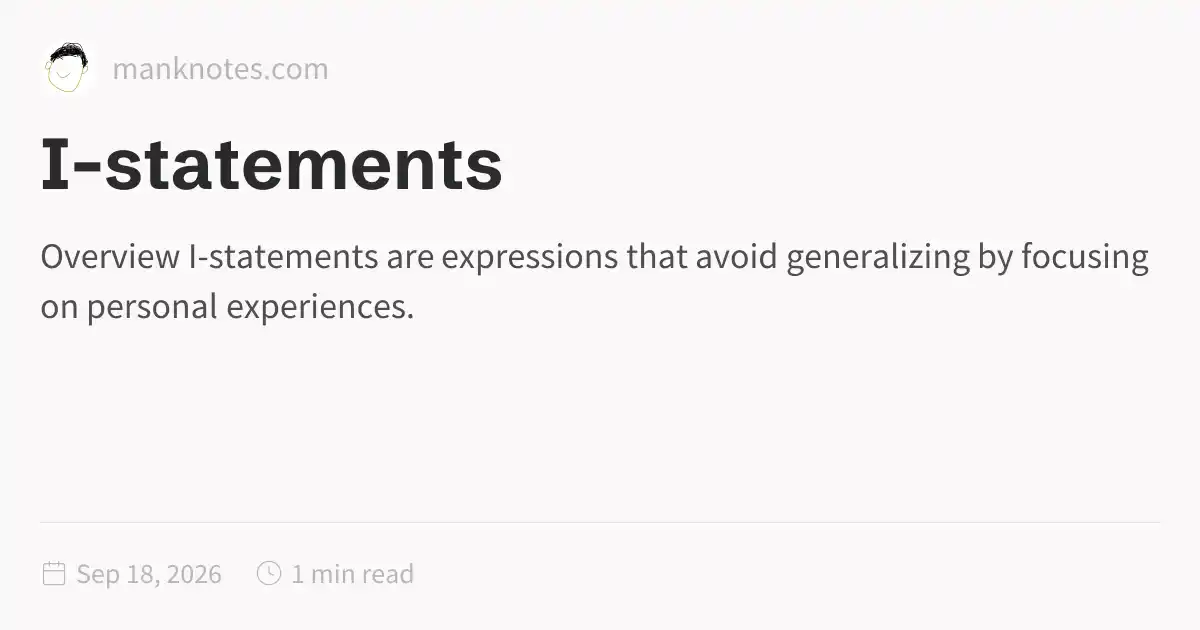 manknotes.com
I-statements
Overview I-statements are expressions that avoid generalizing by focusing
on personal experiences.
Sep 18, 2026 1 min read